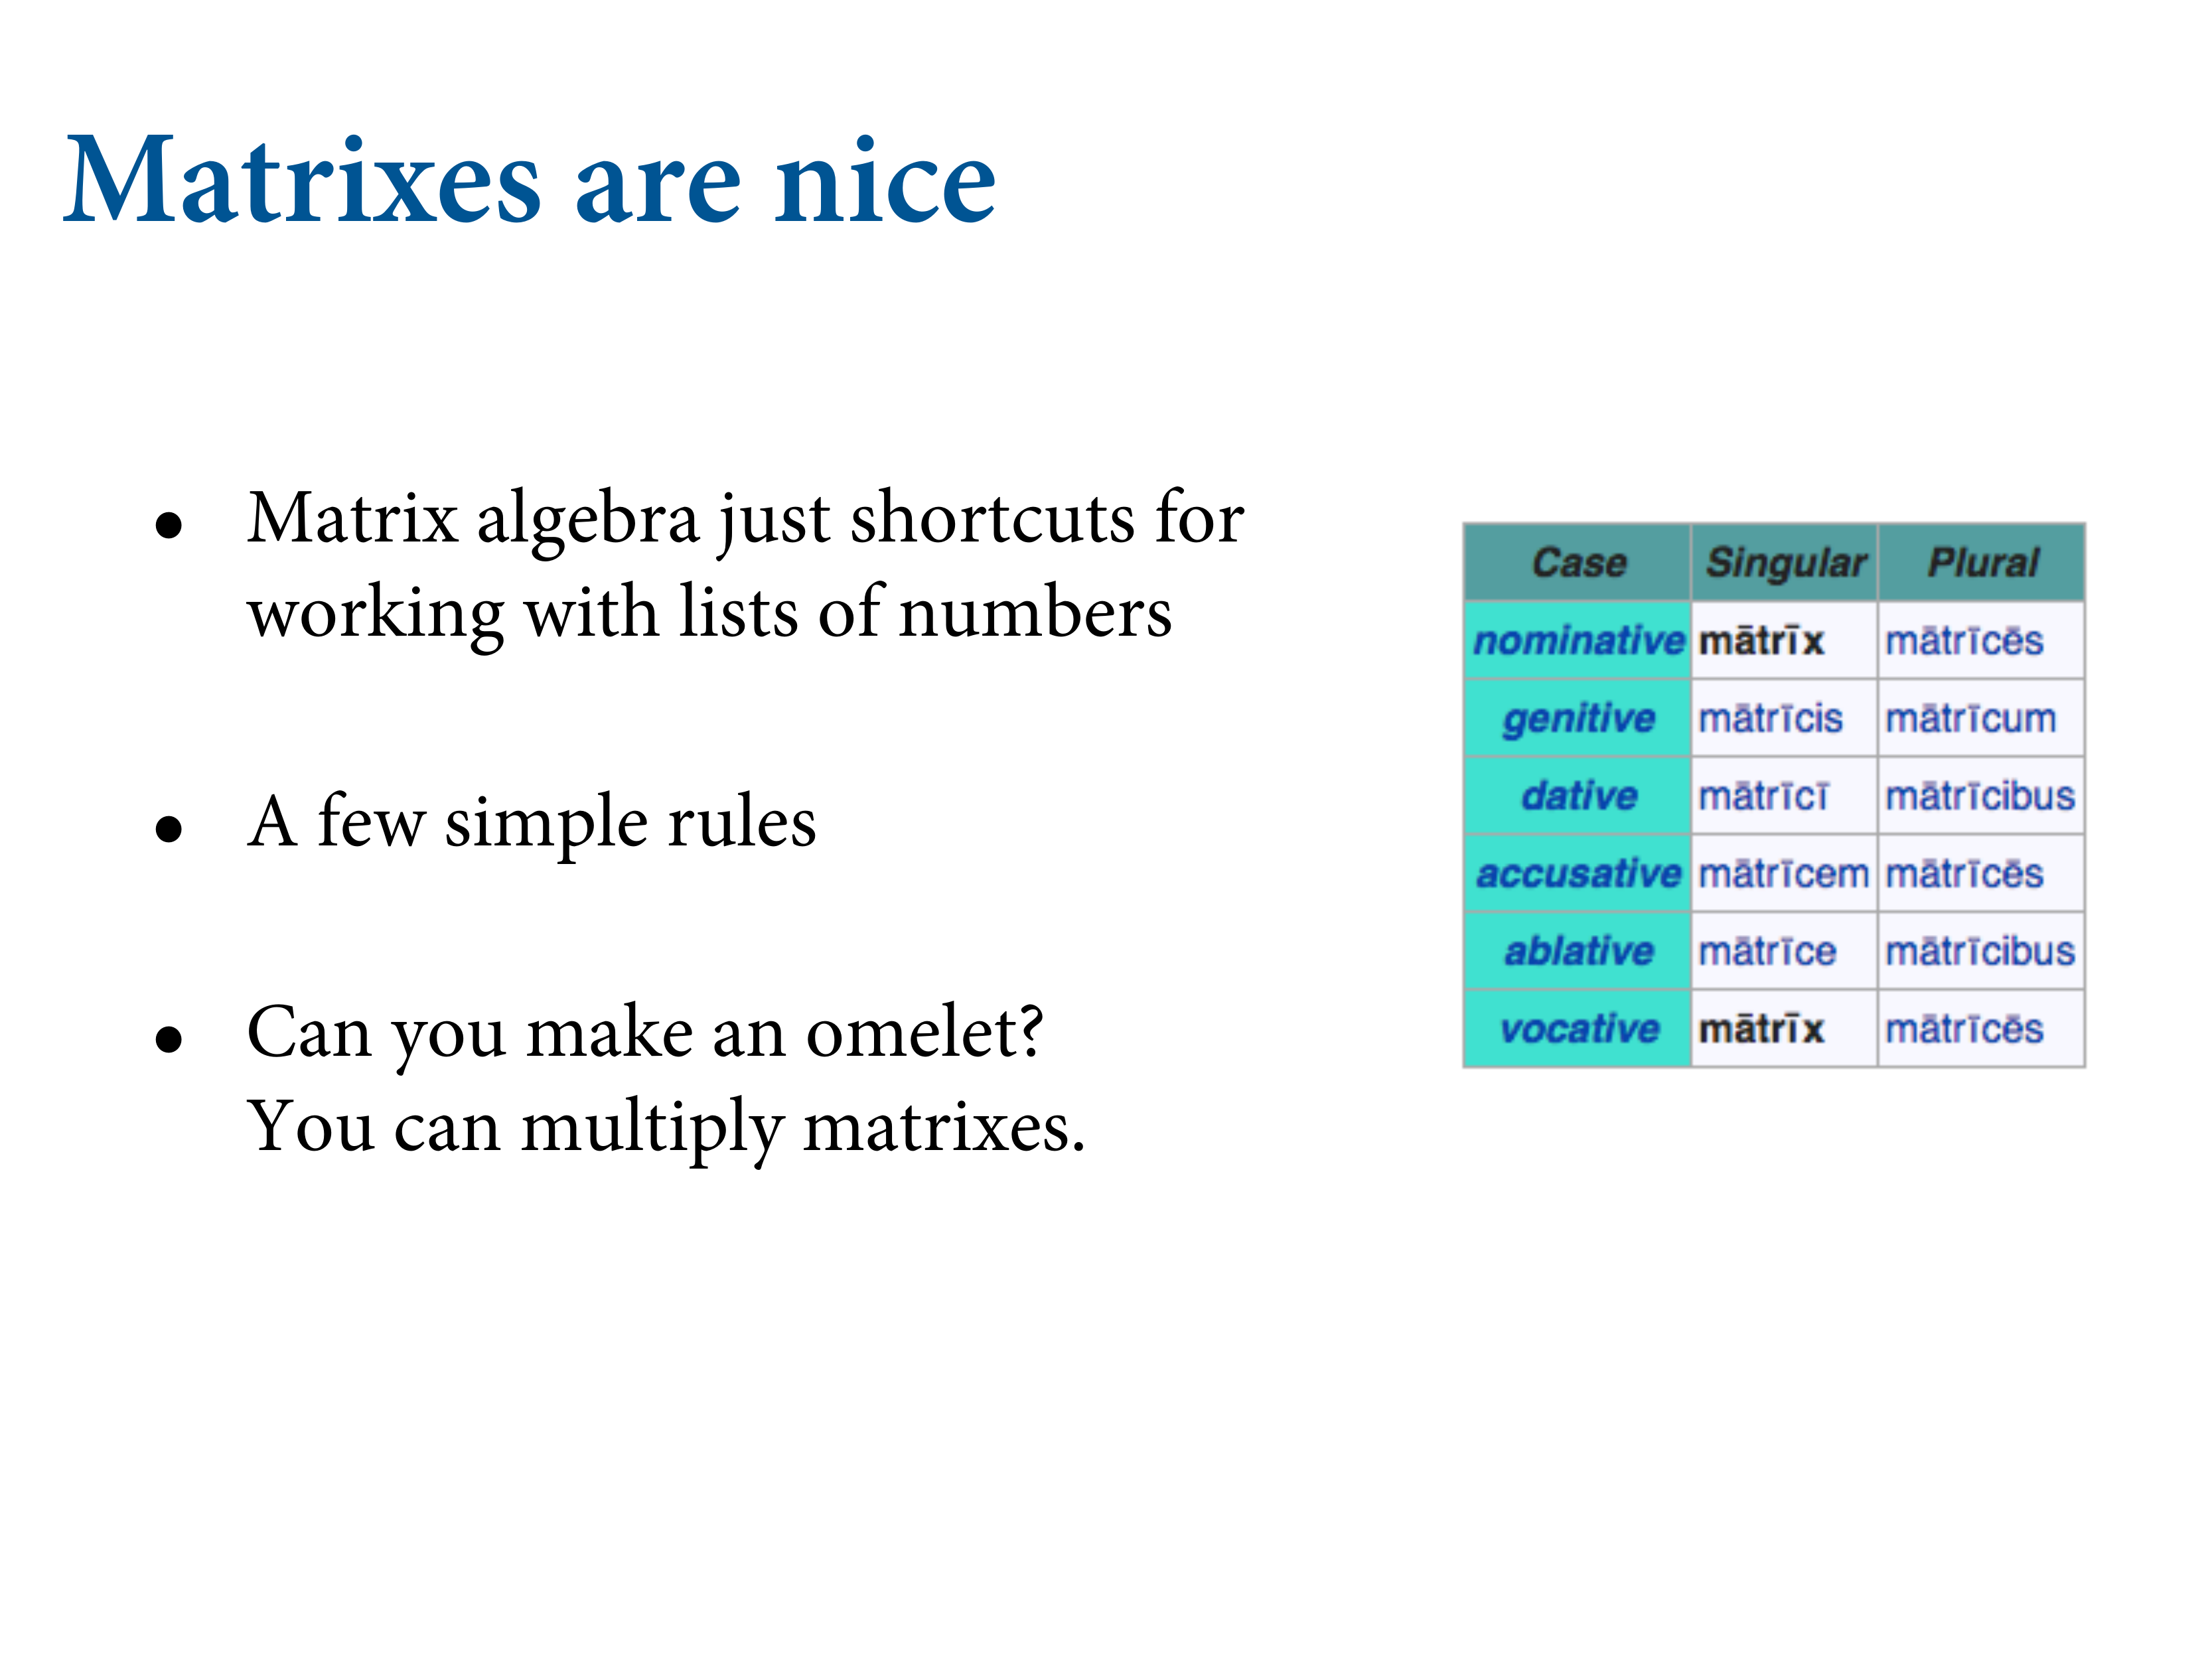 Matrixes are nice
• Matrix algebra just shortcuts for
working with lists of numbers
• A few simple rules
• Can you make an omelet?
You can multiply matrixes.
Case Singular Plural
nominative mātrīx mātrīcēs
genitive mātrīcis mātrīcum
dative mātrīcī mātrīcibus
accusative mātrīcem mātrīcēs
ablative mātrīce mātrīcibus
vocative mātrīx mātrīcēs